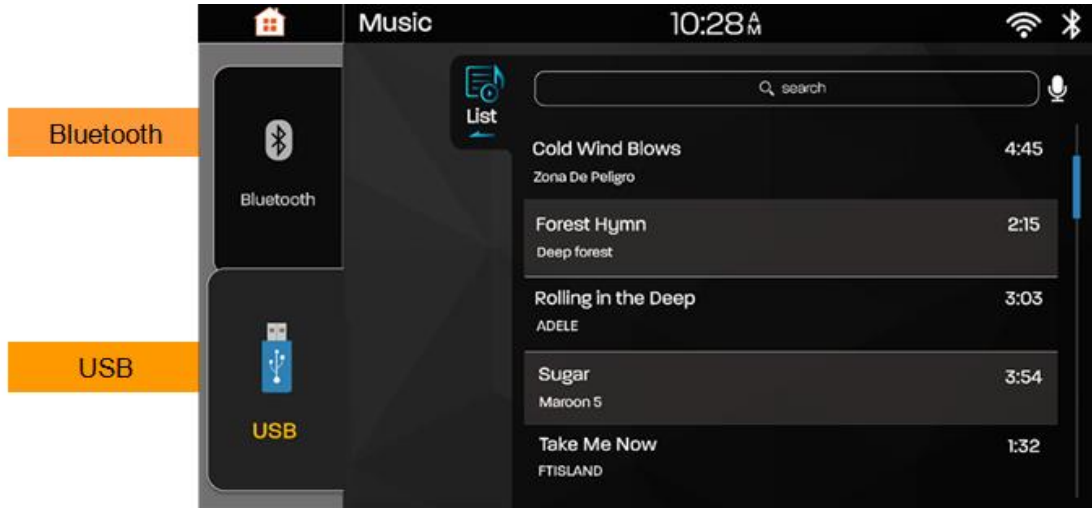 Music
10:28 AM
Bluetooth
Bluetooth
USB
USB
List
search
Cold Wind Blows 4:45
Zona De Peligro
Forest Hymn 2:15
Deep forest
Rolling in the Deep 3:03
ADELE
Sugar 3:54
Maroon 5
Take Me Now 1:32
FTISLAND